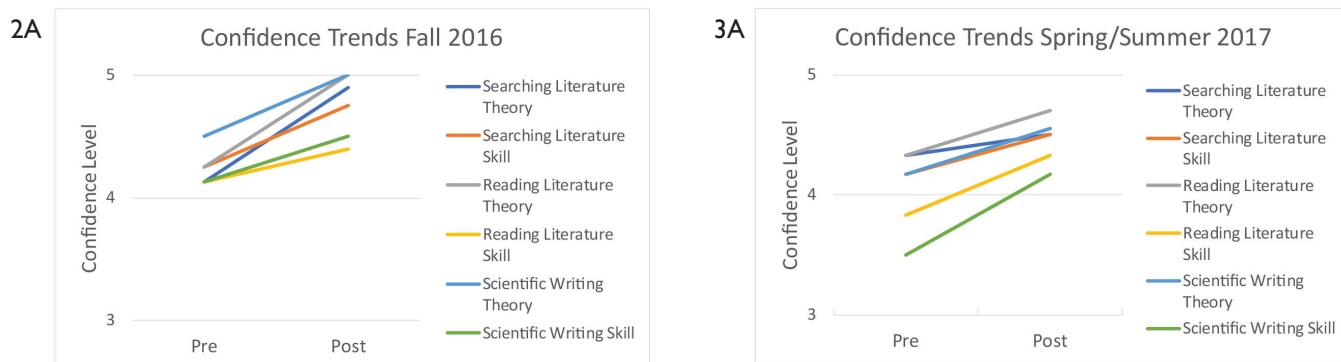 2A
Confidence Trends Fall 2016
Confidence Level
5
4
3
Pre
Post
Searching Literature
Theory
Searching Literature
Skill
Reading Literature
Theory
Reading Literature
Skill
Scientific Writing
Theory
Scientific Writing Skill
3A
Confidence Trends Spring/Summer 2017
Confidence Level
5
4
3
Pre
Post
Searching Literature
Theory
Searching Literature
Skill
Reading Literature
Theory
Reading Literature
Skill
Scientific Writing
Theory
Scientific Writing Skill